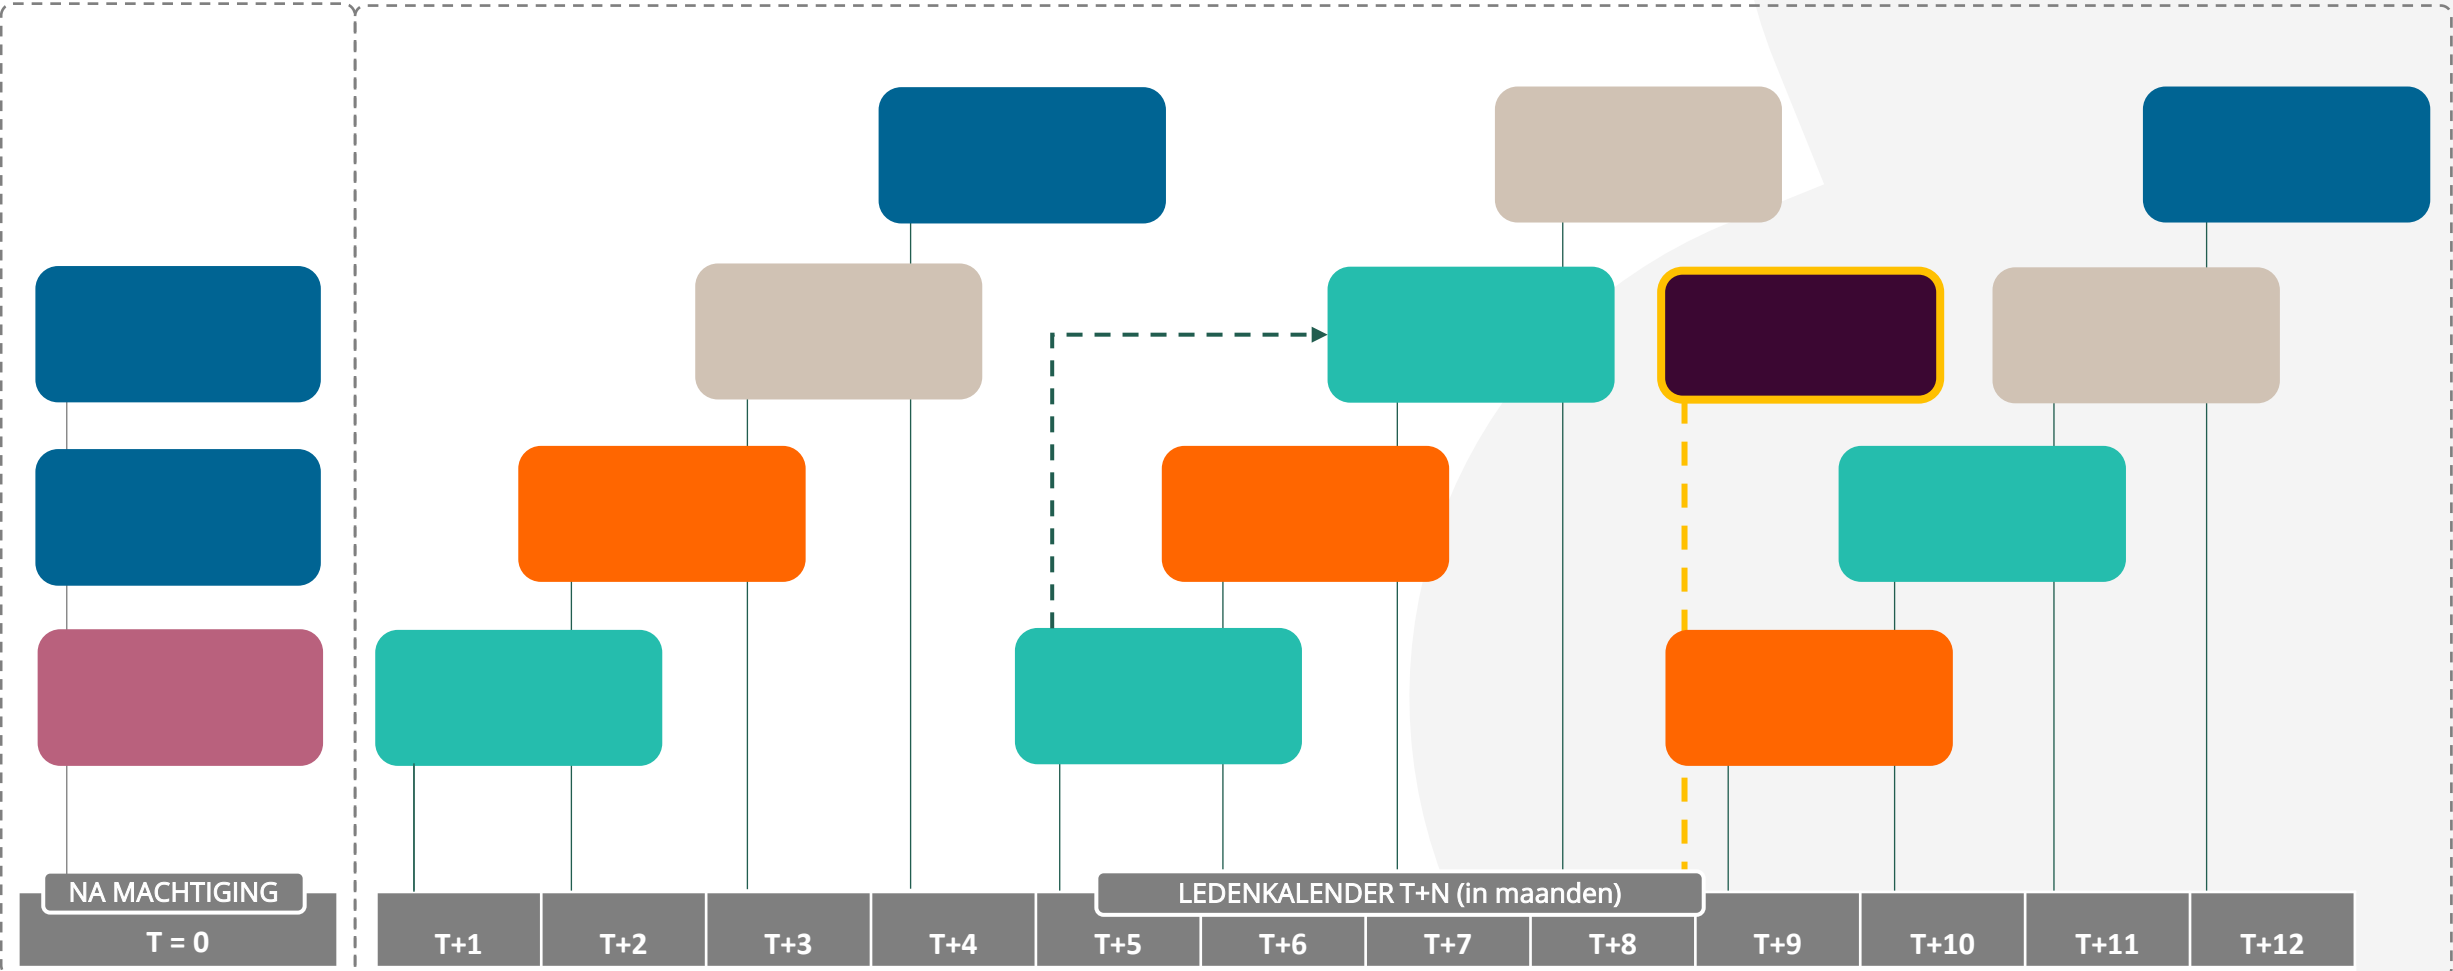 NA MACHTIGING
T = 0
LEDENKALENDER T+N (in maanden)
T+1
T+2
T+3
T+4
T+5
T+6
T+7
T+8
T+9
T+10
T+11
T+12